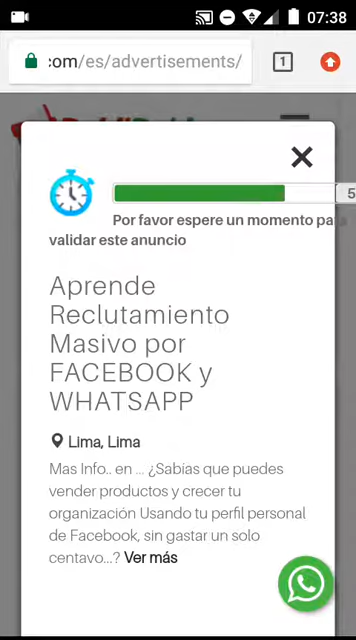 07:38
:com/es/advertisements/
1
5
Por favor espere un momento para
validar este anuncio
Aprende
Reclutamiento
Masivo por
FACEBOOK y
WHATSAPP
Lima, Lima
Mas Info.. en ... ¿Sabías que puedes
vender productos y crecer tu
organización Usando tu perfil personal
de Facebook, sin gastar un solo
centavo...? Ver más